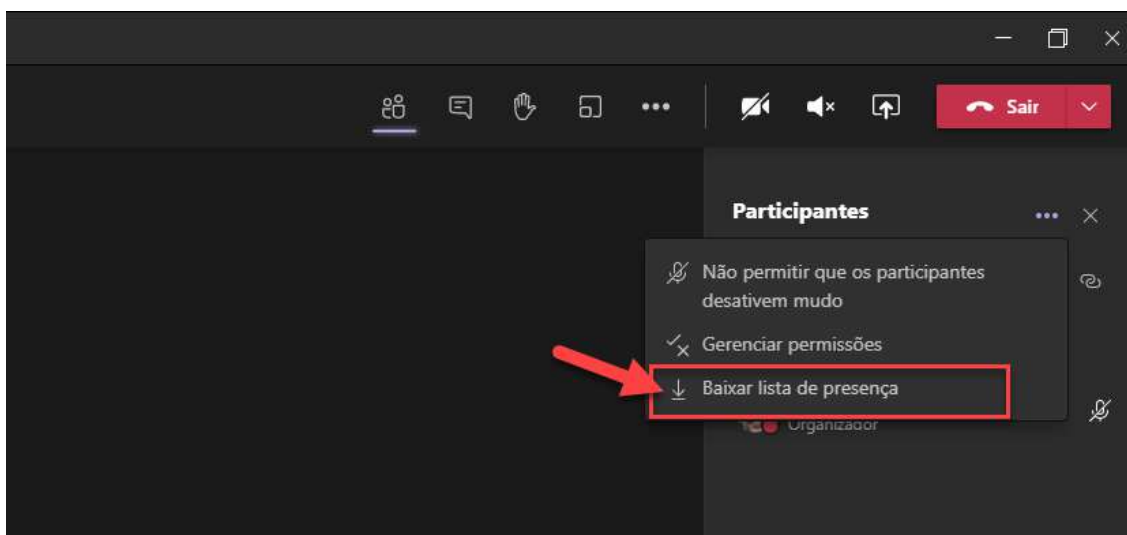 Sair
Participantes
Não permitir que os participantes
desativem mudo
Gerenciar permissões
Baixar lista de presença
Organizador